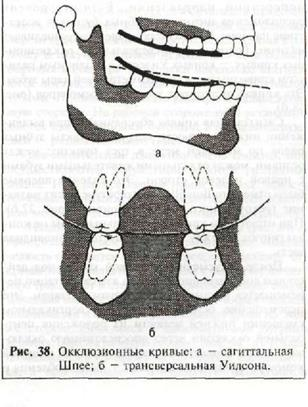 а
б
Рис. 38. Окклюзионные кривые: а — сагиттальная
Шпее; б — трансверсальная Уилсона.